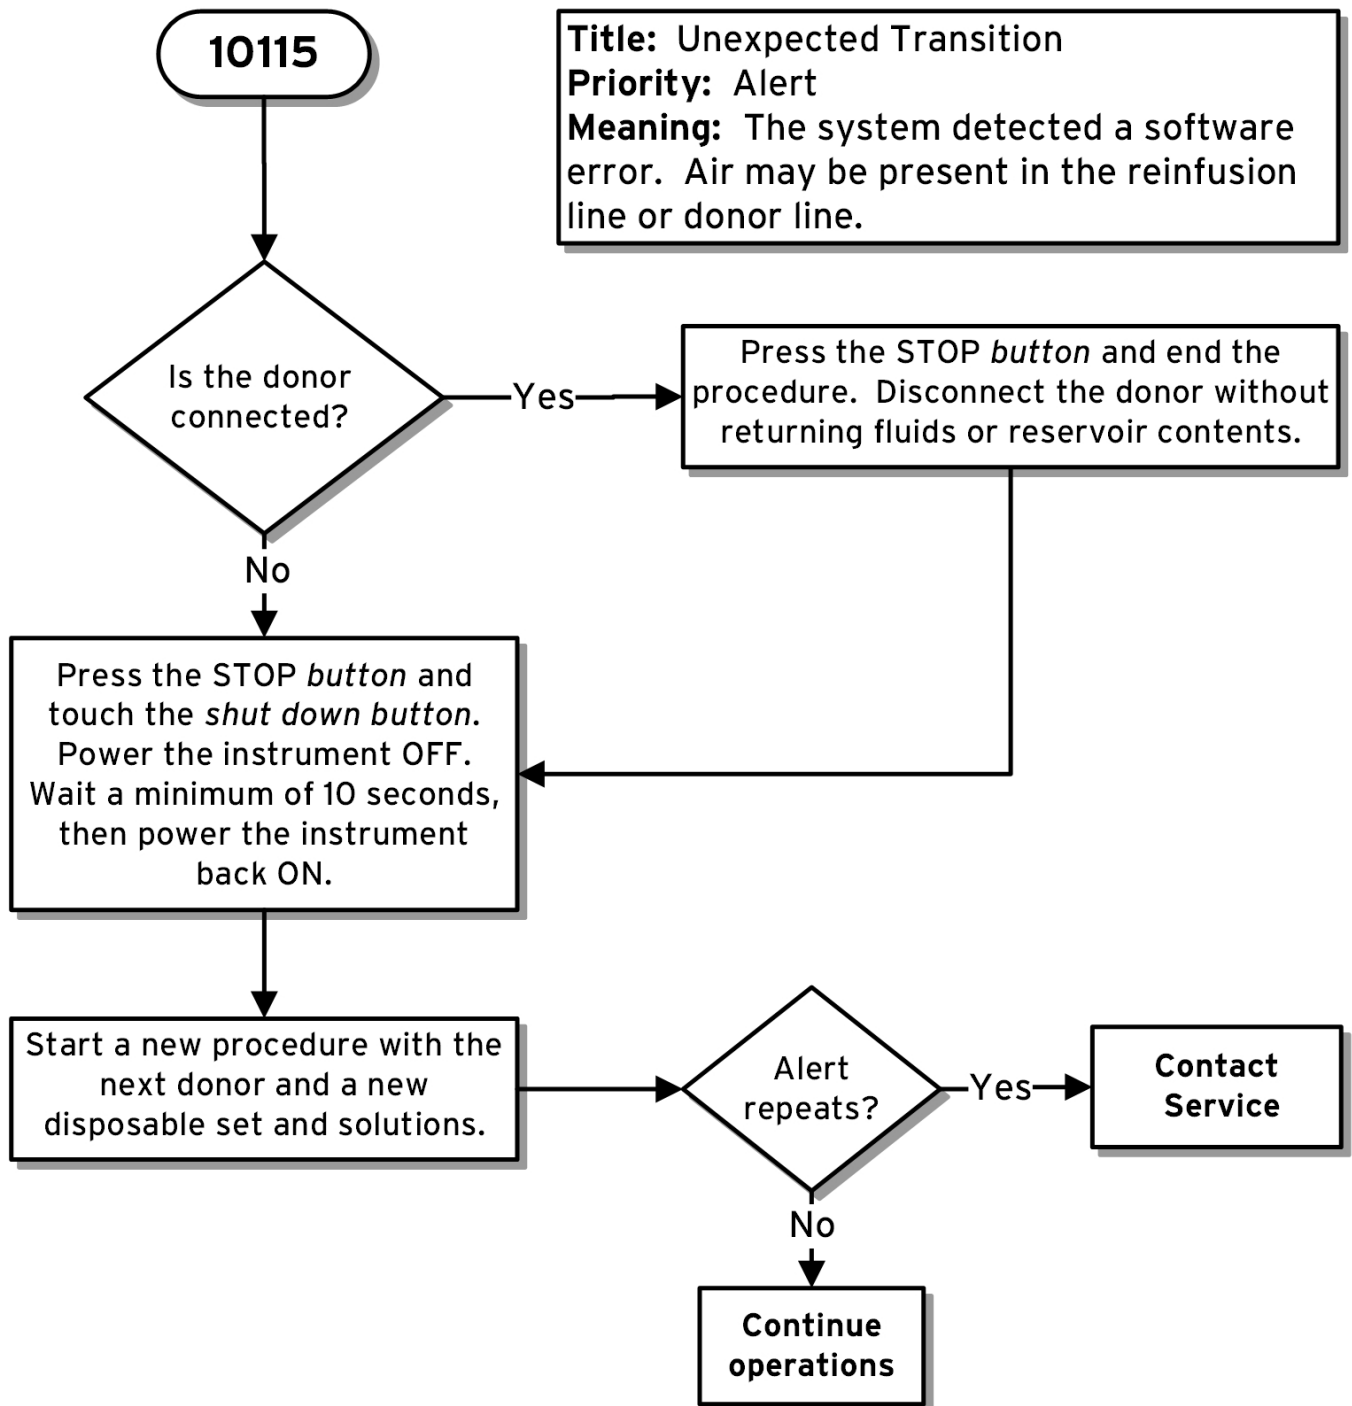 10115
Title: Unexpected Transition
Priority: Alert
Meaning: The system detected a software
error. Air may be present in the reinfusion
line or donor line.
Is the donor
connected?
Yes
Press the STOP button and end the
procedure. Disconnect the donor without
returning fluids or reservoir contents.
No
Press the STOP button and
touch the shut down button.
Power the instrument OFF.
Wait a minimum of 10 seconds,
then power the instrument
back ON.
Start a new procedure with the
next donor and a new
disposable set and solutions.
Alert
repeats?
Yes
Contact
Service
No
Continue
operations